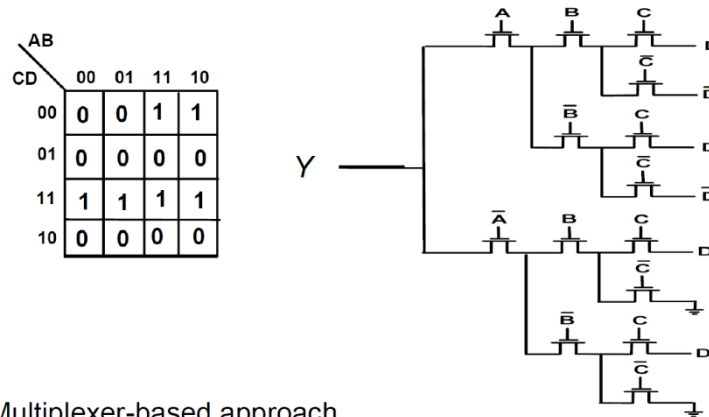 AB
CD 00 01 11 10
00 0 0 1 1
01 0 0 0 0
11 1 1 1 1
10 0 0 0 0
Y
A B C
C̅
B̅ C D
C̅
A̅ B C D
C̅
B̅ C D
C̅
Multiplexer-based approach